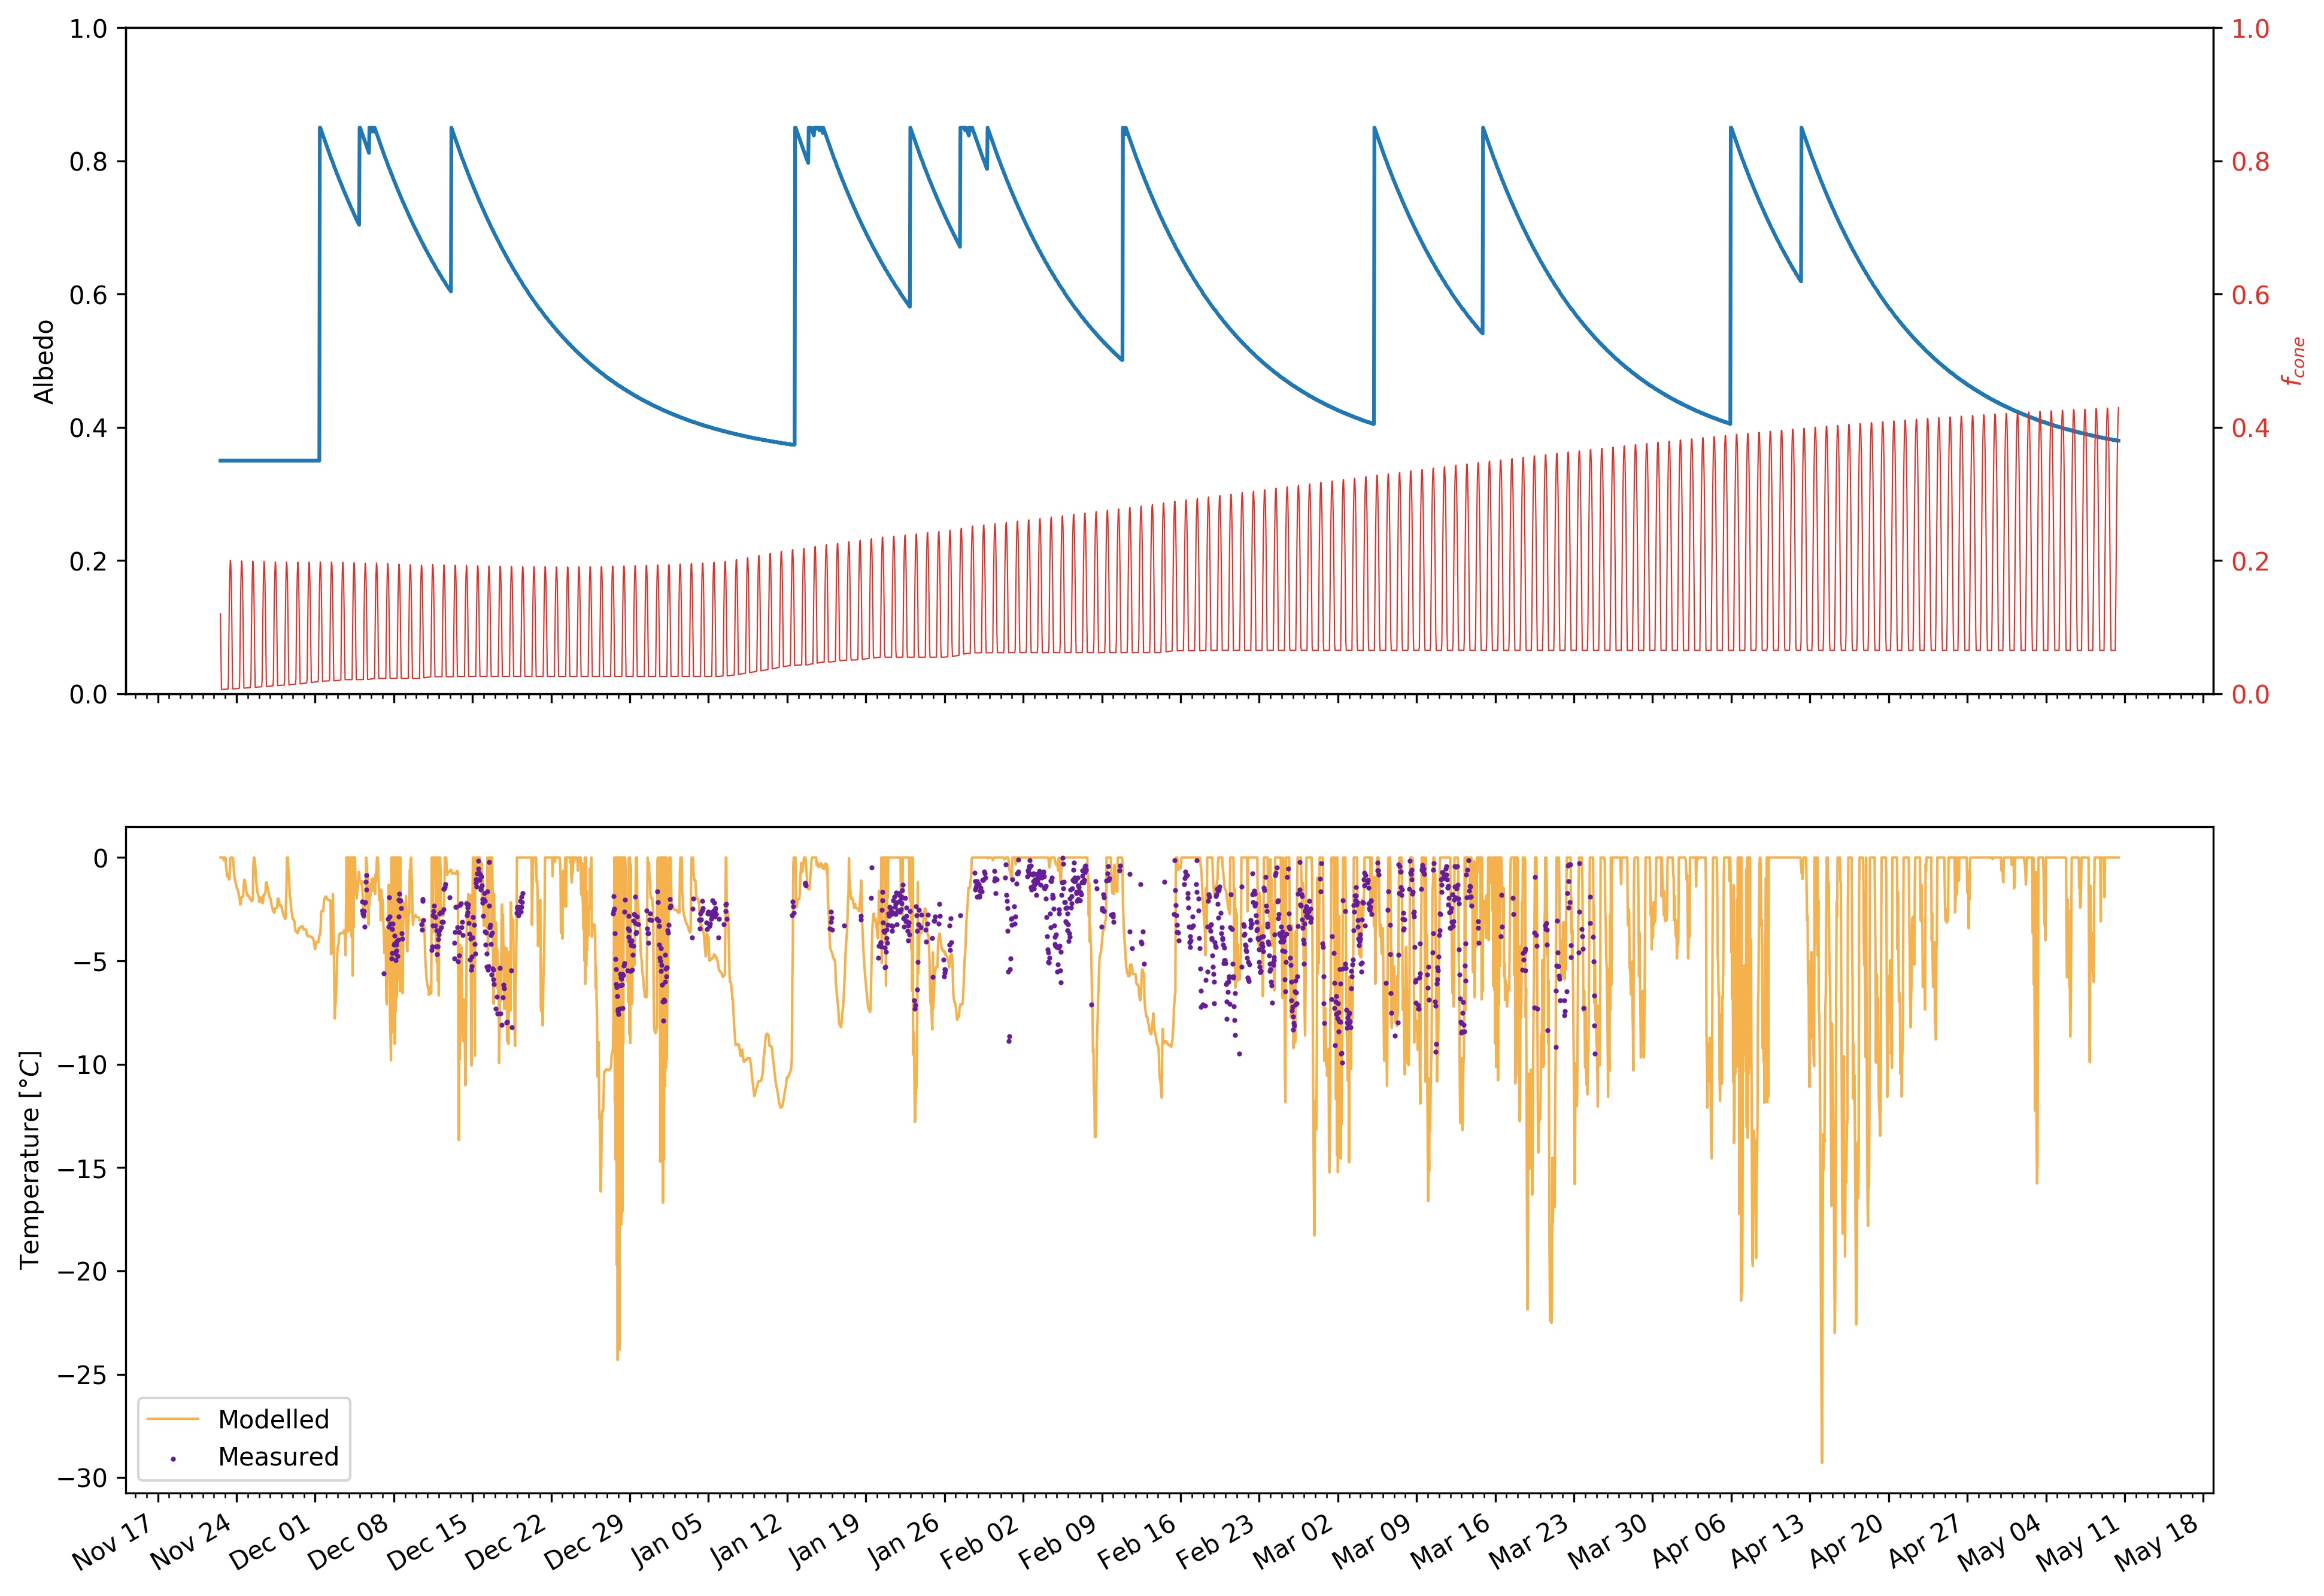 1.0
0.8
0.6
0.4
0.2
0.0
Albedo
1.0
0.8
0.6
0.4
0.2
0.0
f_cone
0
−5
−10
−15
−20
−25
−30
Temperature [°C]
Modelled
Measured
Nov 17
Nov 24
Dec 01
Dec 08
Dec 15
Dec 22
Dec 29
Jan 05
Jan 12
Jan 19
Jan 26
Feb 02
Feb 09
Feb 16
Feb 23
Mar 02
Mar 09
Mar 16
Mar 23
Mar 30
Apr 06
Apr 13
Apr 20
Apr 27
May 04
May 11
May 18